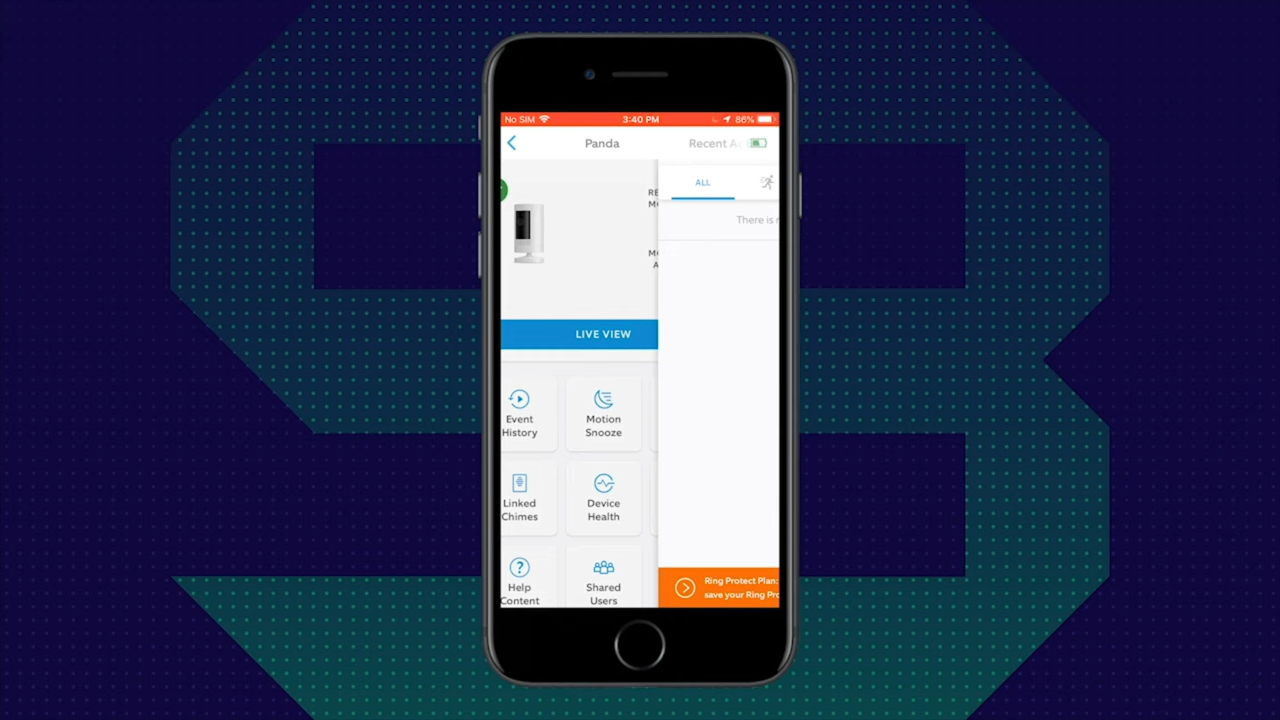 No SIM
3:40 PM
86%
Panda
Recent
ALL
There is
LIVE VIEW
Event
History
Motion
Snooze
Linked
Chimes
Device
Health
Help
Content
Shared
Users
Ring Protect Plan:
save your Ring